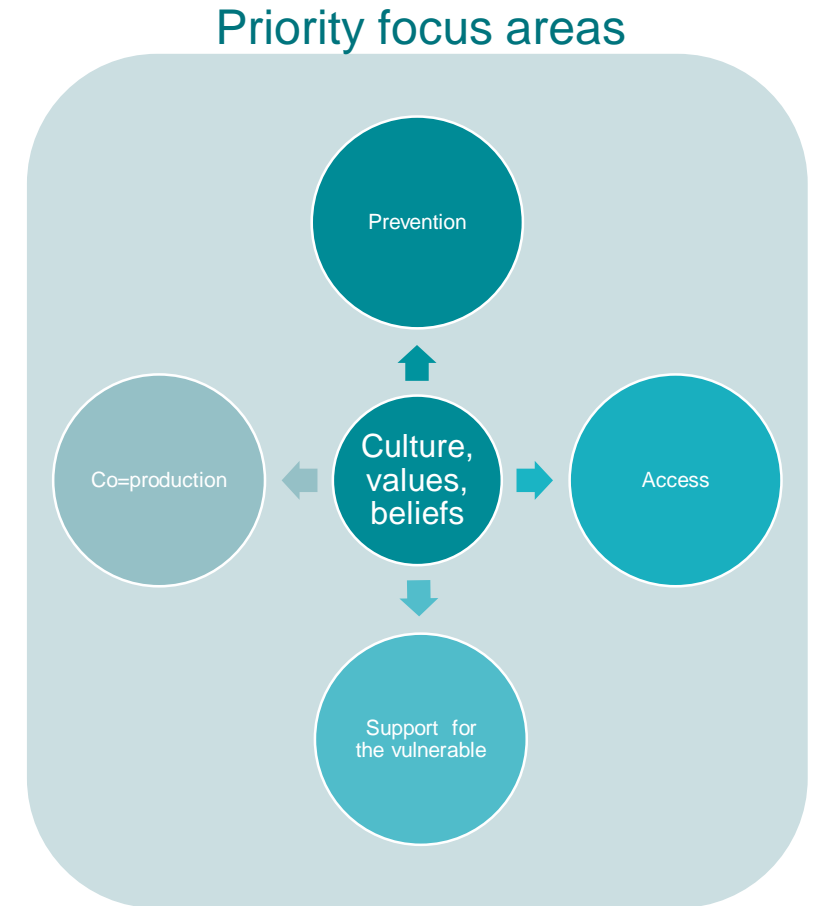 Priority focus areas
Prevention
Co=production
Culture,
values,
beliefs
Access
Support for
the vulnerable